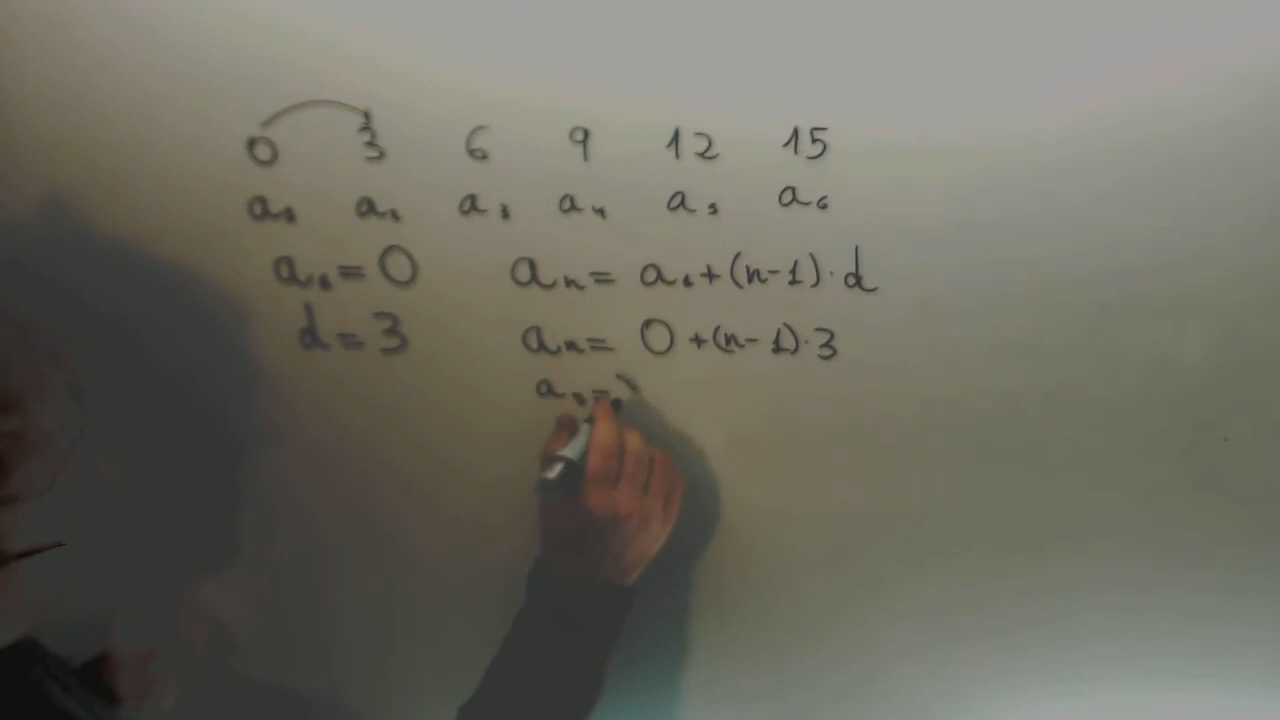 0 3 6 9 12 15
a₁ a₂ a₃ a₄ a₅ a₆
a₁=0 aₙ= a₁+(n-1)·d
d=3 aₙ= 0+(n-1)·3